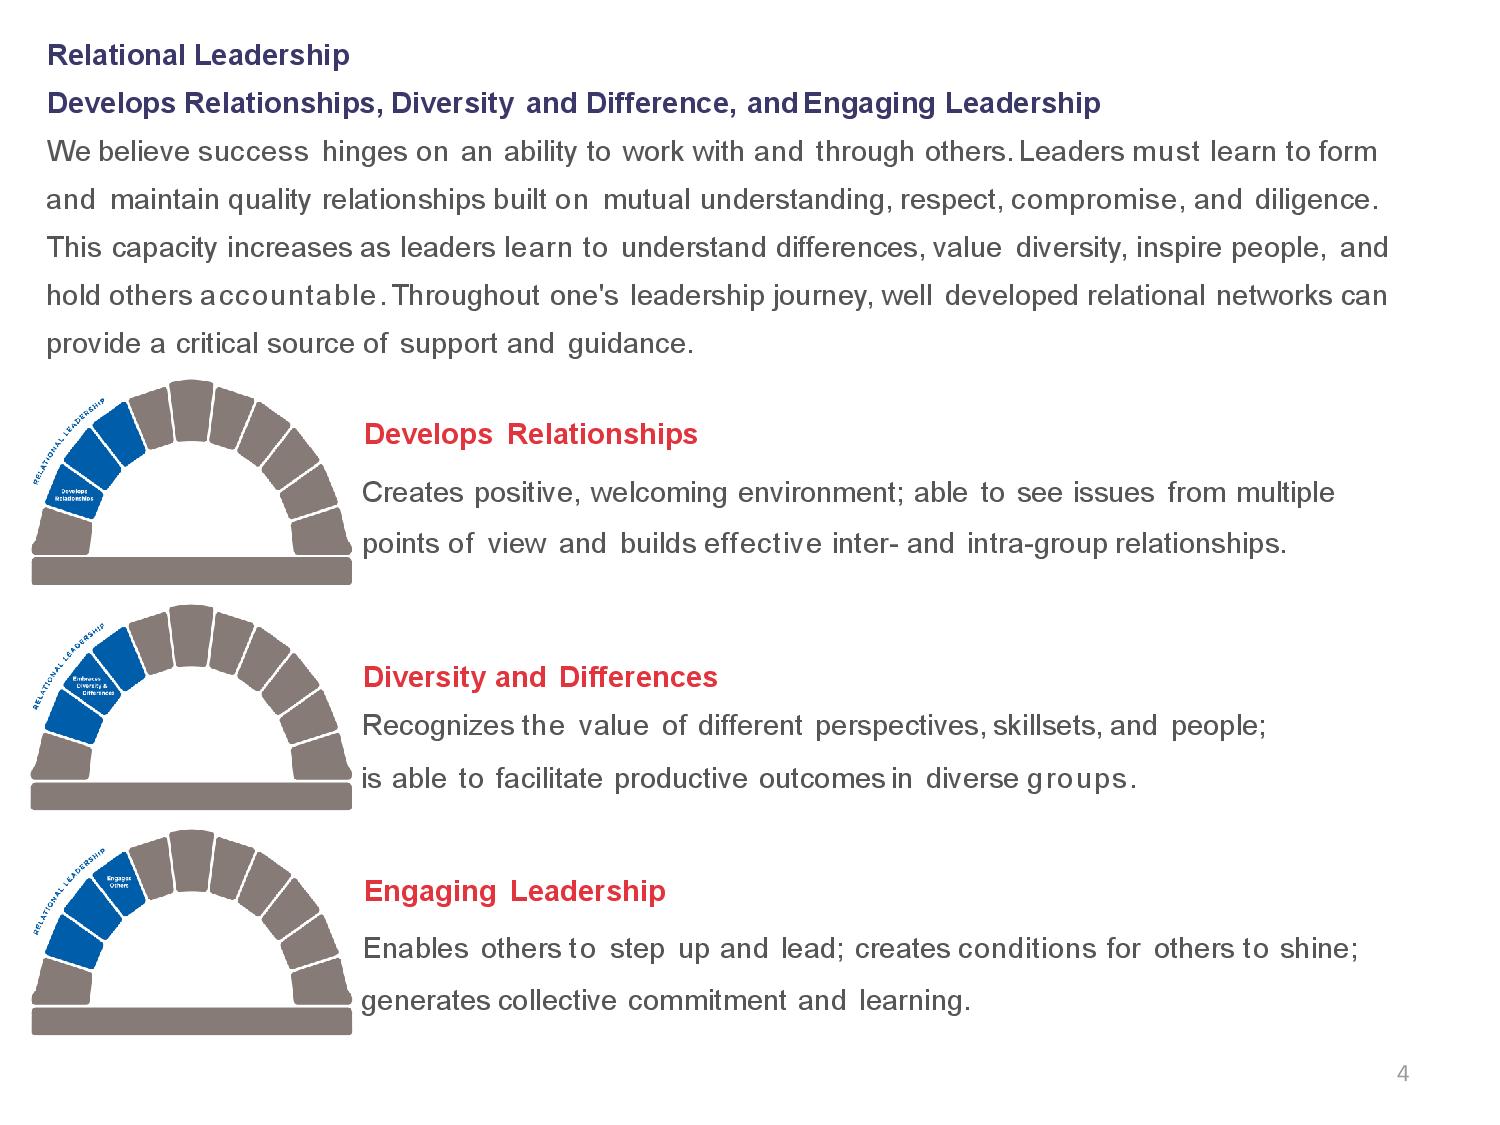 Relational Leadership
Develops Relationships, Diversity and Difference, and Engaging Leadership
We believe success hinges on an ability to work with and through others. Leaders must learn to form
and maintain quality relationships built on mutual understanding, respect, compromise, and diligence.
This capacity increases as leaders learn to understand differences, value diversity, inspire people, and
hold others accountable. Throughout one's leadership journey, well developed relational networks can
provide a critical source of support and guidance.
RELATIONAL LEADERSHIP
Develops
Relationships
Develops Relationships
Creates positive, welcoming environment; able to see issues from multiple
points of view and builds effective inter- and intra-group relationships.
RELATIONAL LEADERSHIP
Embraces
Diversity &
Differences
Diversity and Differences
Recognizes the value of different perspectives, skillsets, and people;
is able to facilitate productive outcomes in diverse groups.
RELATIONAL LEADERSHIP
Engages
Others
Engaging Leadership
Enables others to step up and lead; creates conditions for others to shine;
generates collective commitment and learning.
4